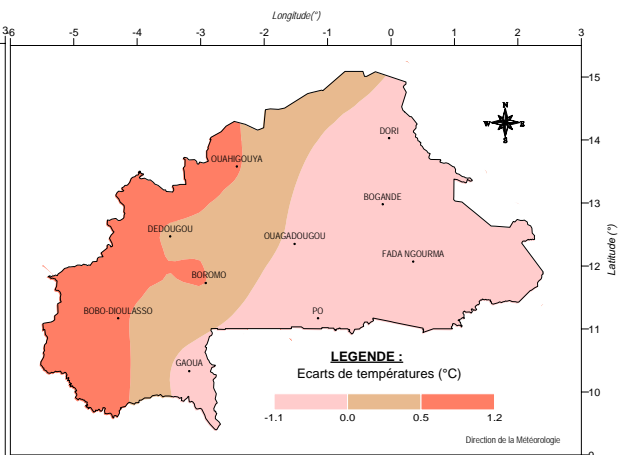 Longitude(°)
-6 -5 -4 -3 -2 -1 0 1 2 3
N
W E
S
15
14
13
12
11
10
9
Latitude (°)
DORI
OUAHIGOUYA
BOGANDE
DEDOUGOU
OUAGADOUGOU
FADA NGOURMA
BOROMO
BOBO-DIOULASSO
PO
GAOUA
LEGENDE :
Ecarts de températures (°C)
-1.1 0.0 0.5 1.2
Direction de la Météorologie